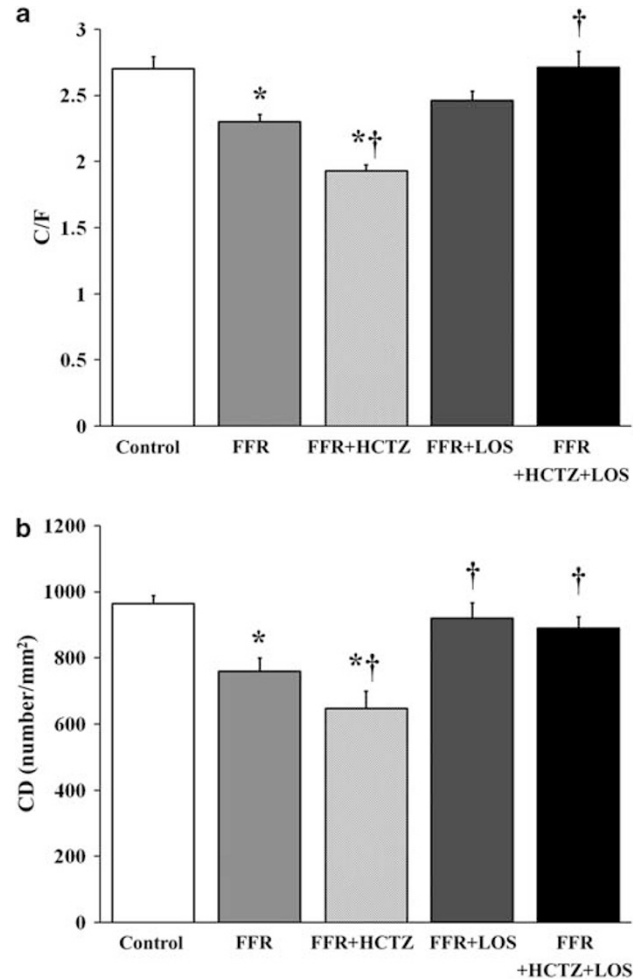 a
†
*
*†
3
2.5
2
1.5
1
0.5
0
C/F
Control FFR FFR+HCTZ FFR+LOS FFR
+HCTZ+LOS
b
†
†
*
*†
1200
1000
800
600
400
200
0
CD (number/mm²)
Control FFR FFR+HCTZ FFR+LOS FFR
+HCTZ+LOS